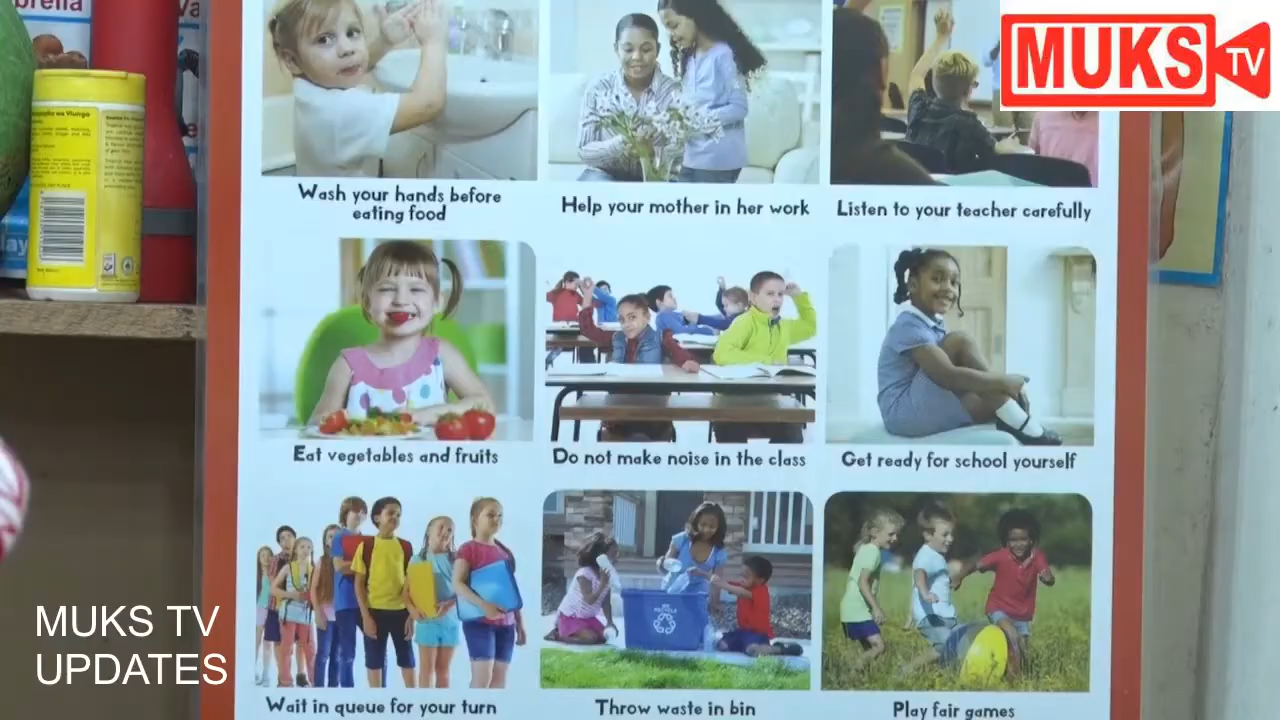 brella
MUKS TV
Wash your hands before
eating food
Help your mother in her work
Listen to your teacher carefully
Eat vegetables and fruits
Do not make noise in the class
Get ready for school yourself
MUKS TV
UPDATES
Wait in queue for your turn
Throw waste in bin
Play fair games